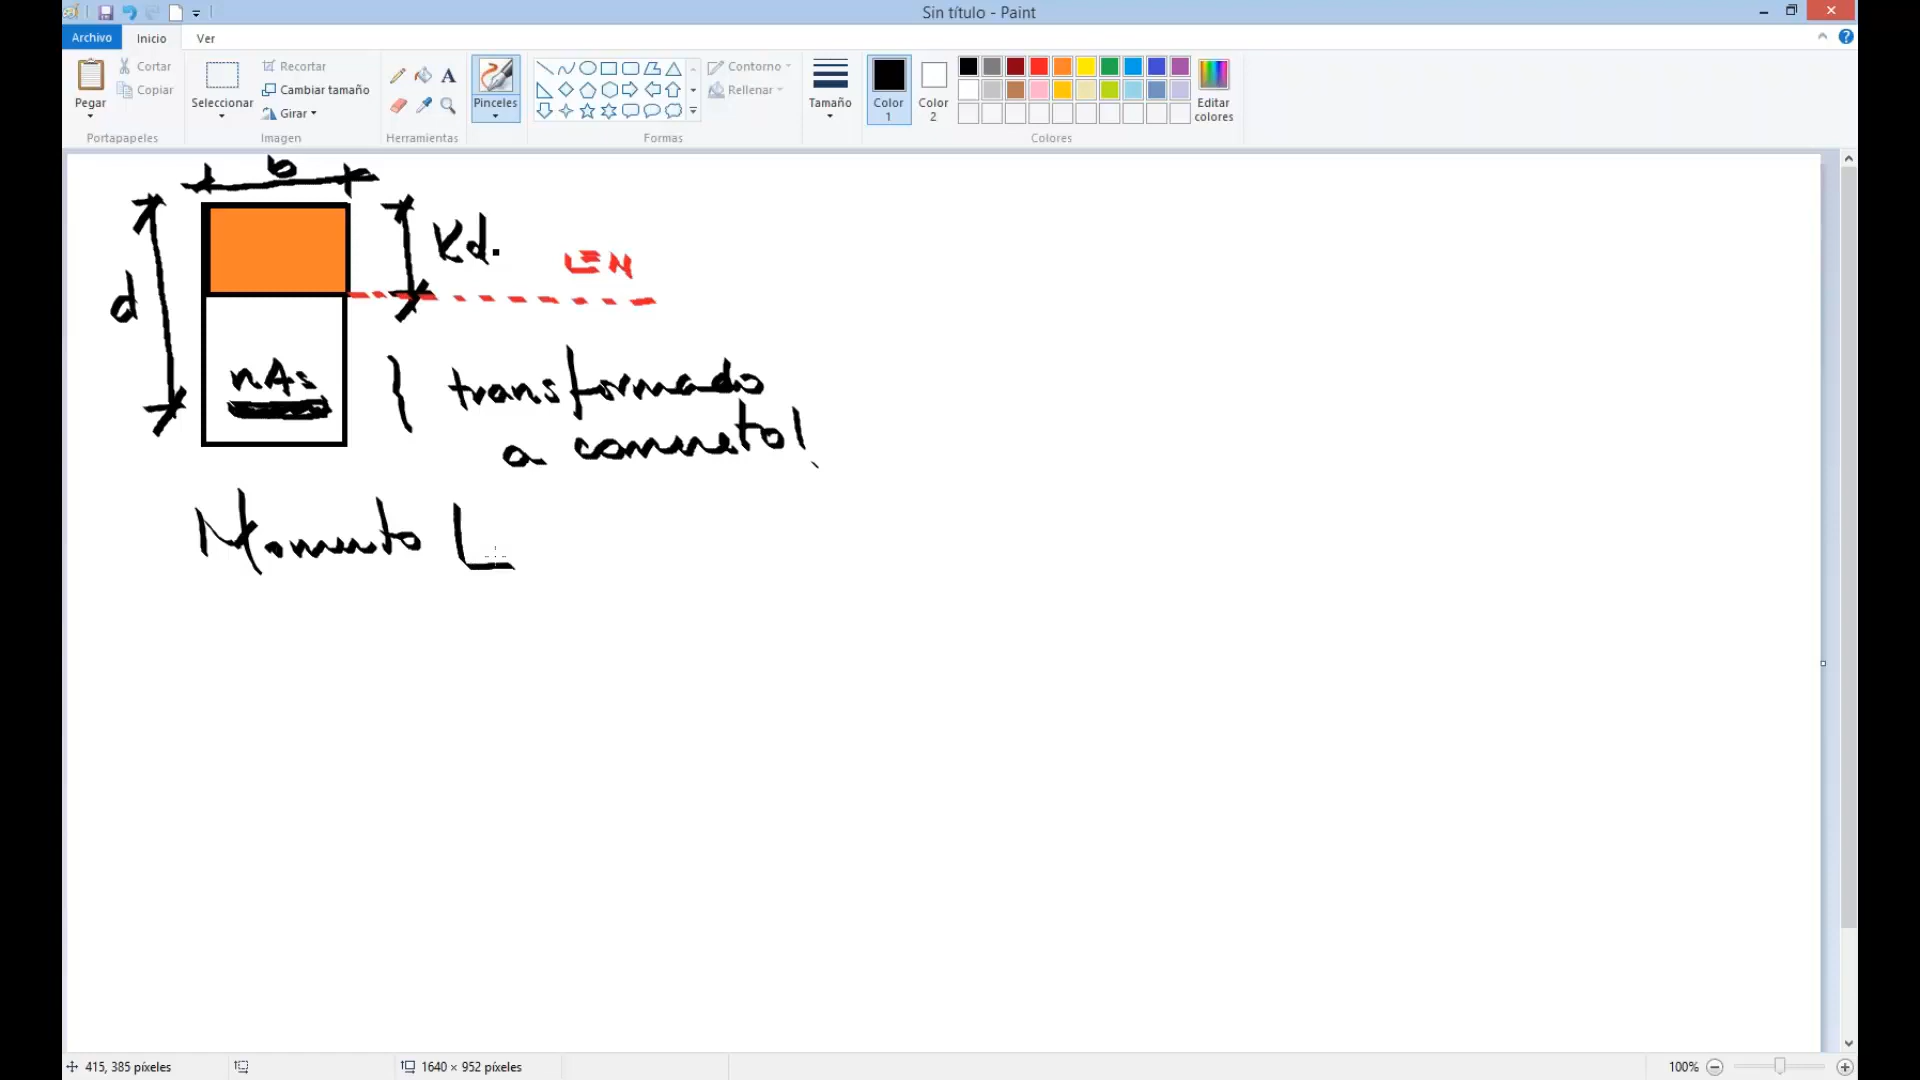 Sin título - Paint
Archivo Inicio Ver
Pegar
Cortar
Copiar
Portapapeles
Seleccionar
Recortar
Cambiar tamaño
Girar
Imagen
A
Herramientas
Pinceles
Formas
Contorno
Rellenar
Tamaño
Color 1
Color 2
Editar colores
Colores
b
d
Kd.
LEN
nAs
transformado
a concreto!
Momento L
415, 385 píxeles
1640 × 952 píxeles
100%